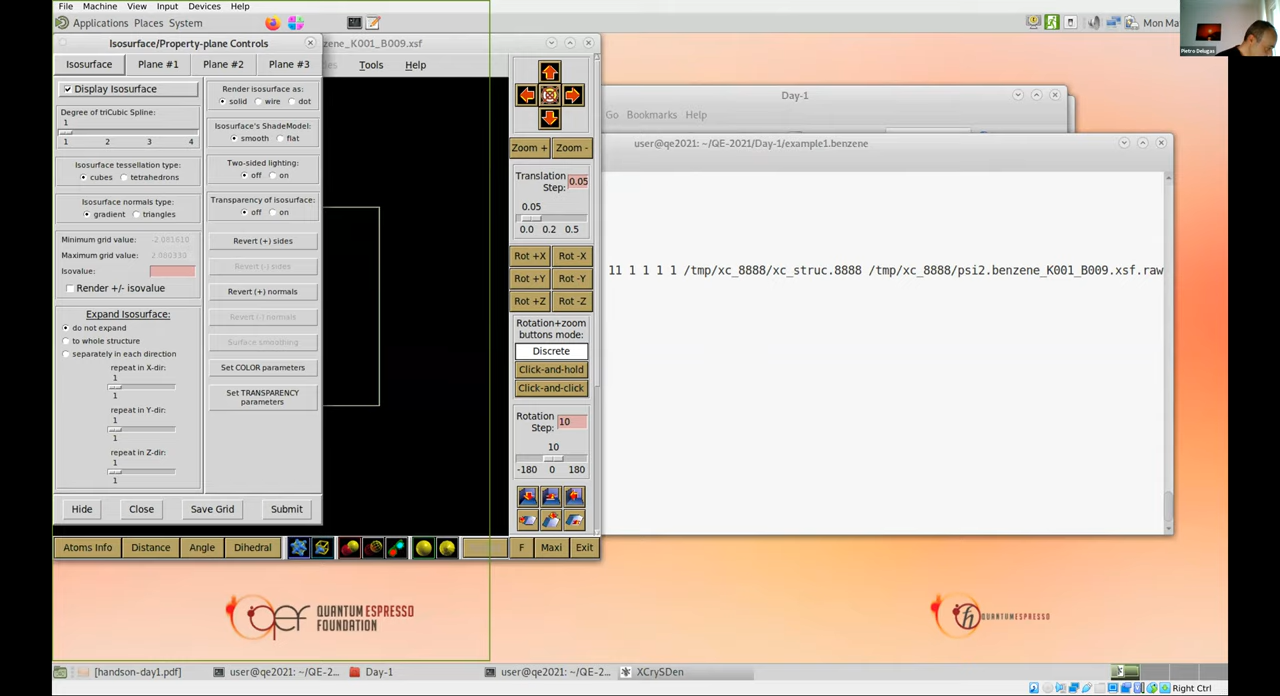 File Machine View Input Devices Help
Applications Places System
Mon Ma
Pietro Delugas
Isosurface/Property-plane Controls
nzene_K001_B009.xsf
Isosurface Plane #1 Plane #2 Plane #3
Tools Help
Display Isosurface
Degree of triCubic Spline:
1
1 2 3 4
Isosurface tessellation type:
cubes tetrahedrons
Isosurface normals type:
gradient triangles
Minimum grid value: -2.081610
Maximum grid value: 2.080330
Isovalue:
Render +/- isovalue
Expand Isosurface:
do not expand
to whole structure
separately in each direction
repeat in X-dir:
1
1
repeat in Y-dir:
1
1
repeat in Z-dir:
1
1
Render isosurface as:
solid wire dot
Isosurface's ShadeModel:
smooth flat
Two-sided lighting:
off on
Transparency of isosurface:
off on
Revert (+) sides
Revert (-) sides
Revert (+) normals
Revert (-) normals
Surface smoothing
Set COLOR parameters
Set TRANSPARENCY
parameters
Hide Close Save Grid Submit
Zoom + Zoom -
Translation
Step: 0.05
0.05
0.0 0.2 0.5
Rot +X Rot -X
Rot +Y Rot -Y
Rot +Z Rot -Z
Rotation+zoom
buttons mode:
Discrete
Click-and-hold
Click-and-click
Rotation
Step: 10
10
-180 0 180
Atoms Info Distance Angle Dihedral F Maxi Exit
Day-1
Go Bookmarks Help
user@qe2021: ~/QE-2021/Day-1/example1.benzene
11 1 1 1 1 /tmp/xc_8888/xc_struc.8888 /tmp/xc_8888/psi2.benzene_K001_B009.xsf.raw
QUANTUM ESPRESSO
FOUNDATION
QUANTUMESPRESSO
[handson-day1.pdf] user@qe2021: ~/QE-2... Day-1 user@qe2021: ~/QE-2... XCrySDen
Right Ctrl